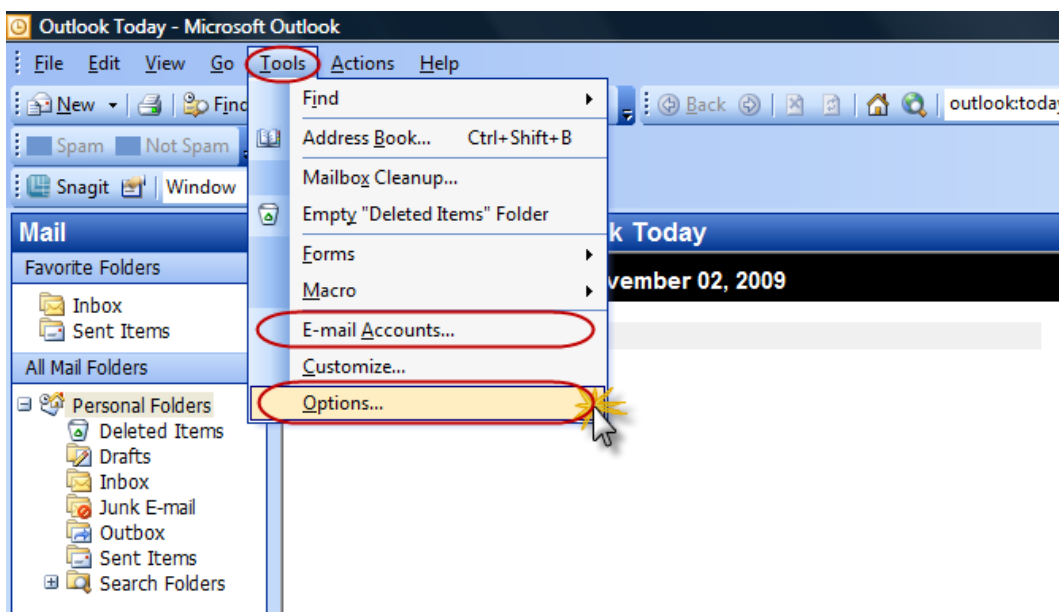 Outlook Today - Microsoft Outlook
File Edit View Go Tools Actions Help
New Find Back outlook:today
Spam Not Spam
Snagit Window
Find
Address Book... Ctrl+Shift+B
Mailbox Cleanup...
Empty "Deleted Items" Folder
Forms
Macro
E-mail Accounts...
Customize...
Options...
Mail
k Today
Favorite Folders
vember 02, 2009
Inbox
Sent Items
All Mail Folders
Personal Folders
Deleted Items
Drafts
Inbox
Junk E-mail
Outbox
Sent Items
Search Folders